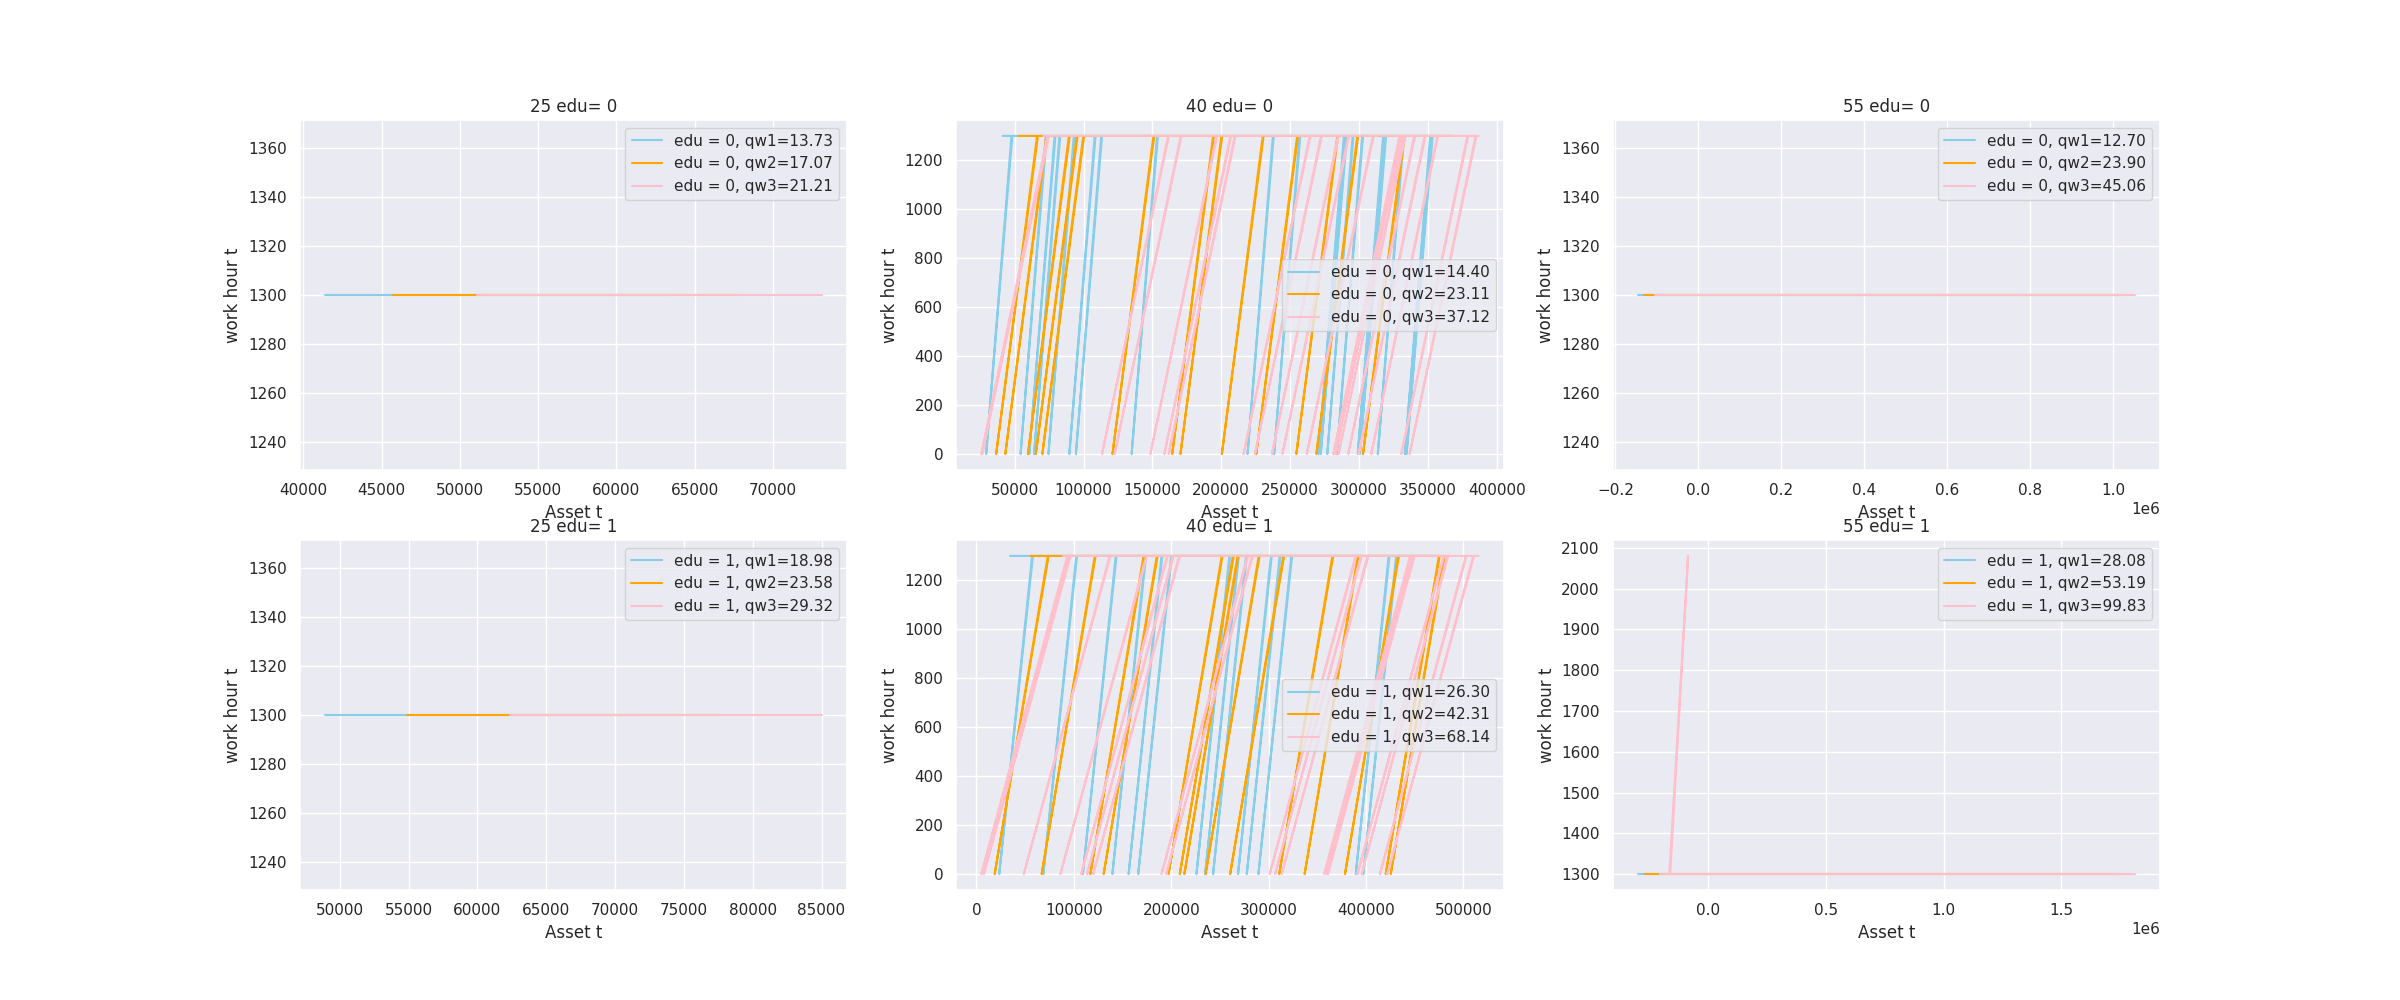 25 edu= 0
edu = 0, qw1=13.73
edu = 0, qw2=17.07
edu = 0, qw3=21.21
1360
1340
1320
1300
1280
1260
1240
work hour t
40000 45000 50000 55000 60000 65000 70000
Asset t
40 edu= 0
edu = 0, qw1=14.40
edu = 0, qw2=23.11
edu = 0, qw3=37.12
1200
1000
800
600
400
200
0
work hour t
50000 100000 150000 200000 250000 300000 350000 400000
Asset t
55 edu= 0
edu = 0, qw1=12.70
edu = 0, qw2=23.90
edu = 0, qw3=45.06
1360
1340
1320
1300
1280
1260
1240
work hour t
−0.2 0.0 0.2 0.4 0.6 0.8 1.0
1e6
Asset t
25 edu= 1
edu = 1, qw1=18.98
edu = 1, qw2=23.58
edu = 1, qw3=29.32
1360
1340
1320
1300
1280
1260
1240
work hour t
50000 55000 60000 65000 70000 75000 80000 85000
Asset t
40 edu= 1
edu = 1, qw1=26.30
edu = 1, qw2=42.31
edu = 1, qw3=68.14
1200
1000
800
600
400
200
0
work hour t
0 100000 200000 300000 400000 500000
Asset t
55 edu= 1
edu = 1, qw1=28.08
edu = 1, qw2=53.19
edu = 1, qw3=99.83
2100
2000
1900
1800
1700
1600
1500
1400
1300
work hour t
0.0 0.5 1.0 1.5
1e6
Asset t